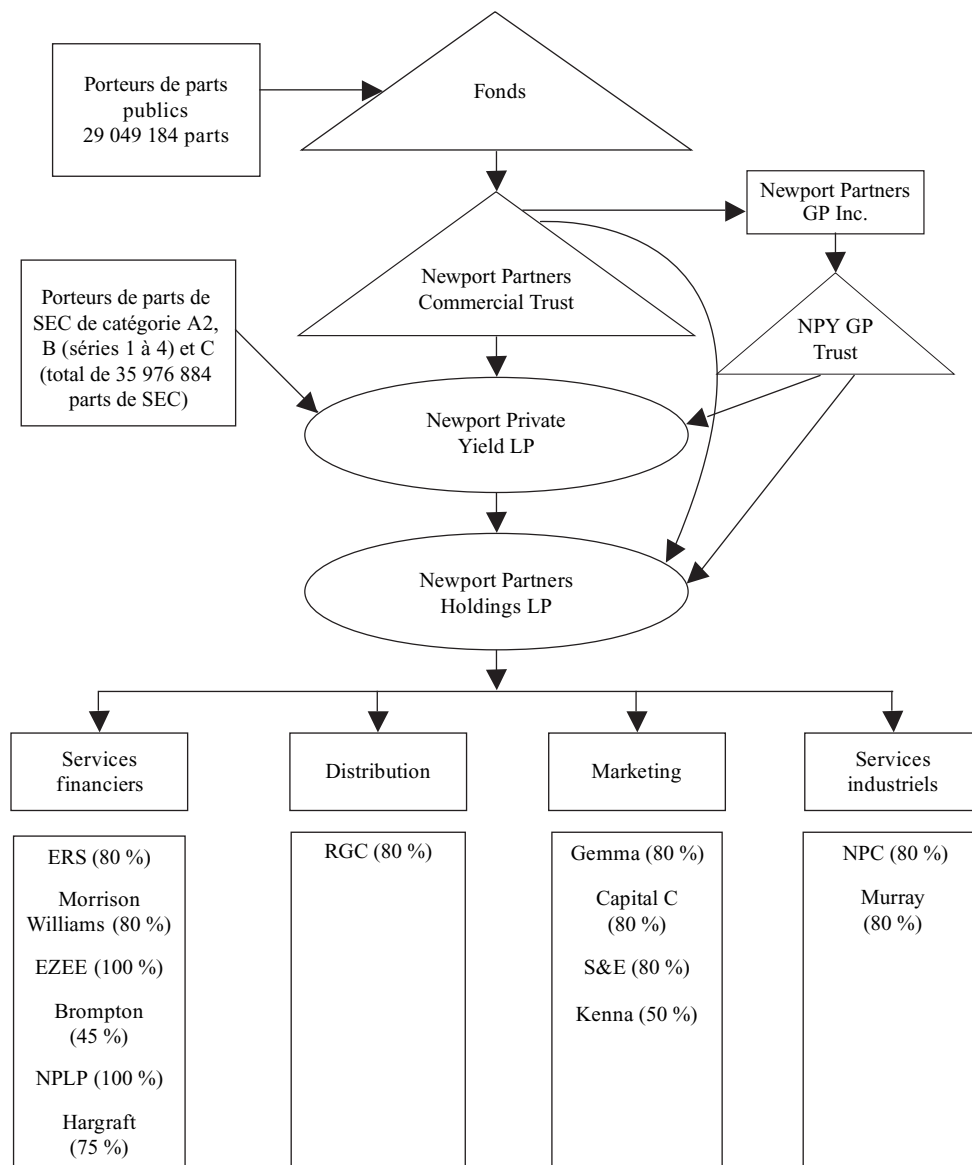 Porteurs de parts
publics
29 049 184 parts
Fonds
Newport Partners
GP Inc.
Newport Partners
Commercial Trust
NPY GP
Trust
Porteurs de parts de
SEC de catégorie A2,
B (séries 1 à 4) et C
(total de 35 976 884
parts de SEC)
Newport Private
Yield LP
Newport Partners
Holdings LP
Services
financiers
Distribution
Marketing
Services
industriels
ERS (80 %)
Morrison
Williams (80 %)
EZEE (100 %)
Brompton
(45 %)
NPLP (100 %)
Hargraft
(75 %)
RGC (80 %)
Gemma (80 %)
Capital C
(80 %)
S&E (80 %)
Kenna (50 %)
NPC (80 %)
Murray
(80 %)